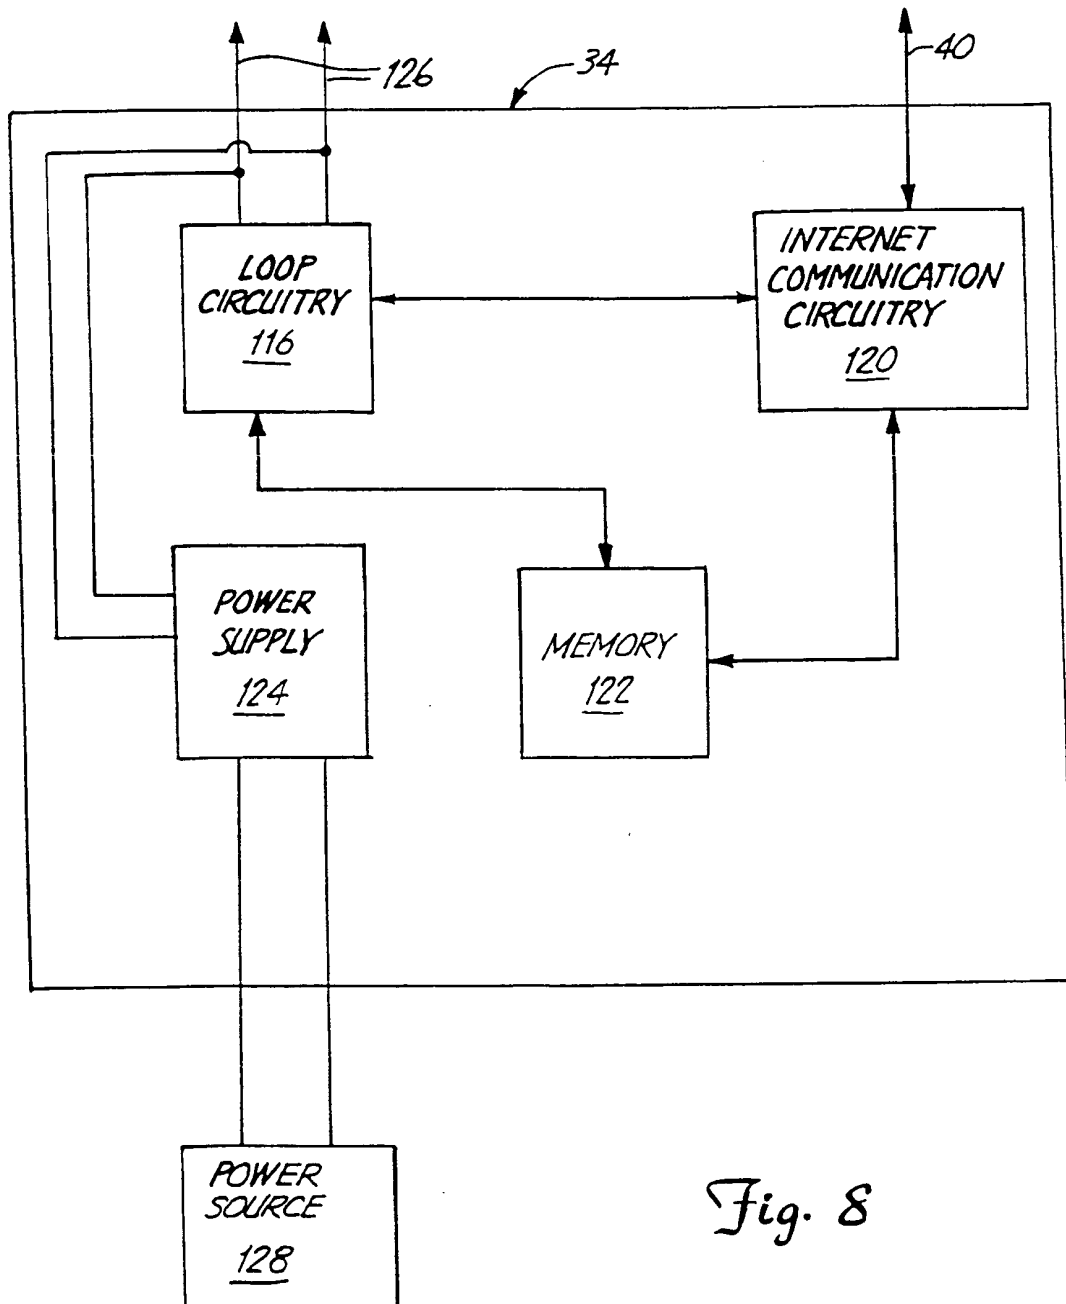 126
34
40
LOOP
CIRCUITRY
116
INTERNET
COMMUNICATION
CIRCUITRY
120
POWER
SUPPLY
124
MEMORY
122
POWER
SOURCE
128
Fig. 8